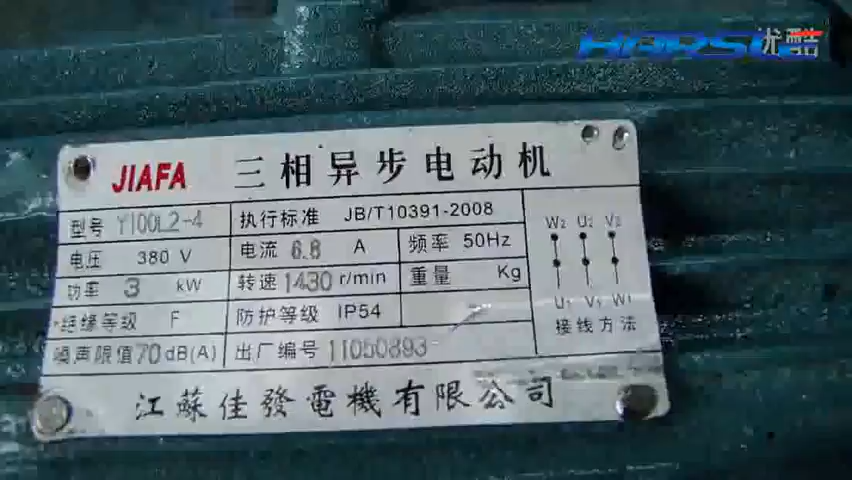 HARSLE 优酷
JIAFA 三相异步电动机
型号 Y100L2-4 执行标准 JB/T10391-2008
电压 380 V 电流 6.8 A 频率 50Hz
功率 3 kW 转速 1430 r/min 重量 Kg
绝缘等级 F 防护等级 IP54
噪声限值 70 dB(A) 出厂编号 11050893
W2 U2 V2
U1 V1 W1
接线方法
江蘇佳發電機有限公司